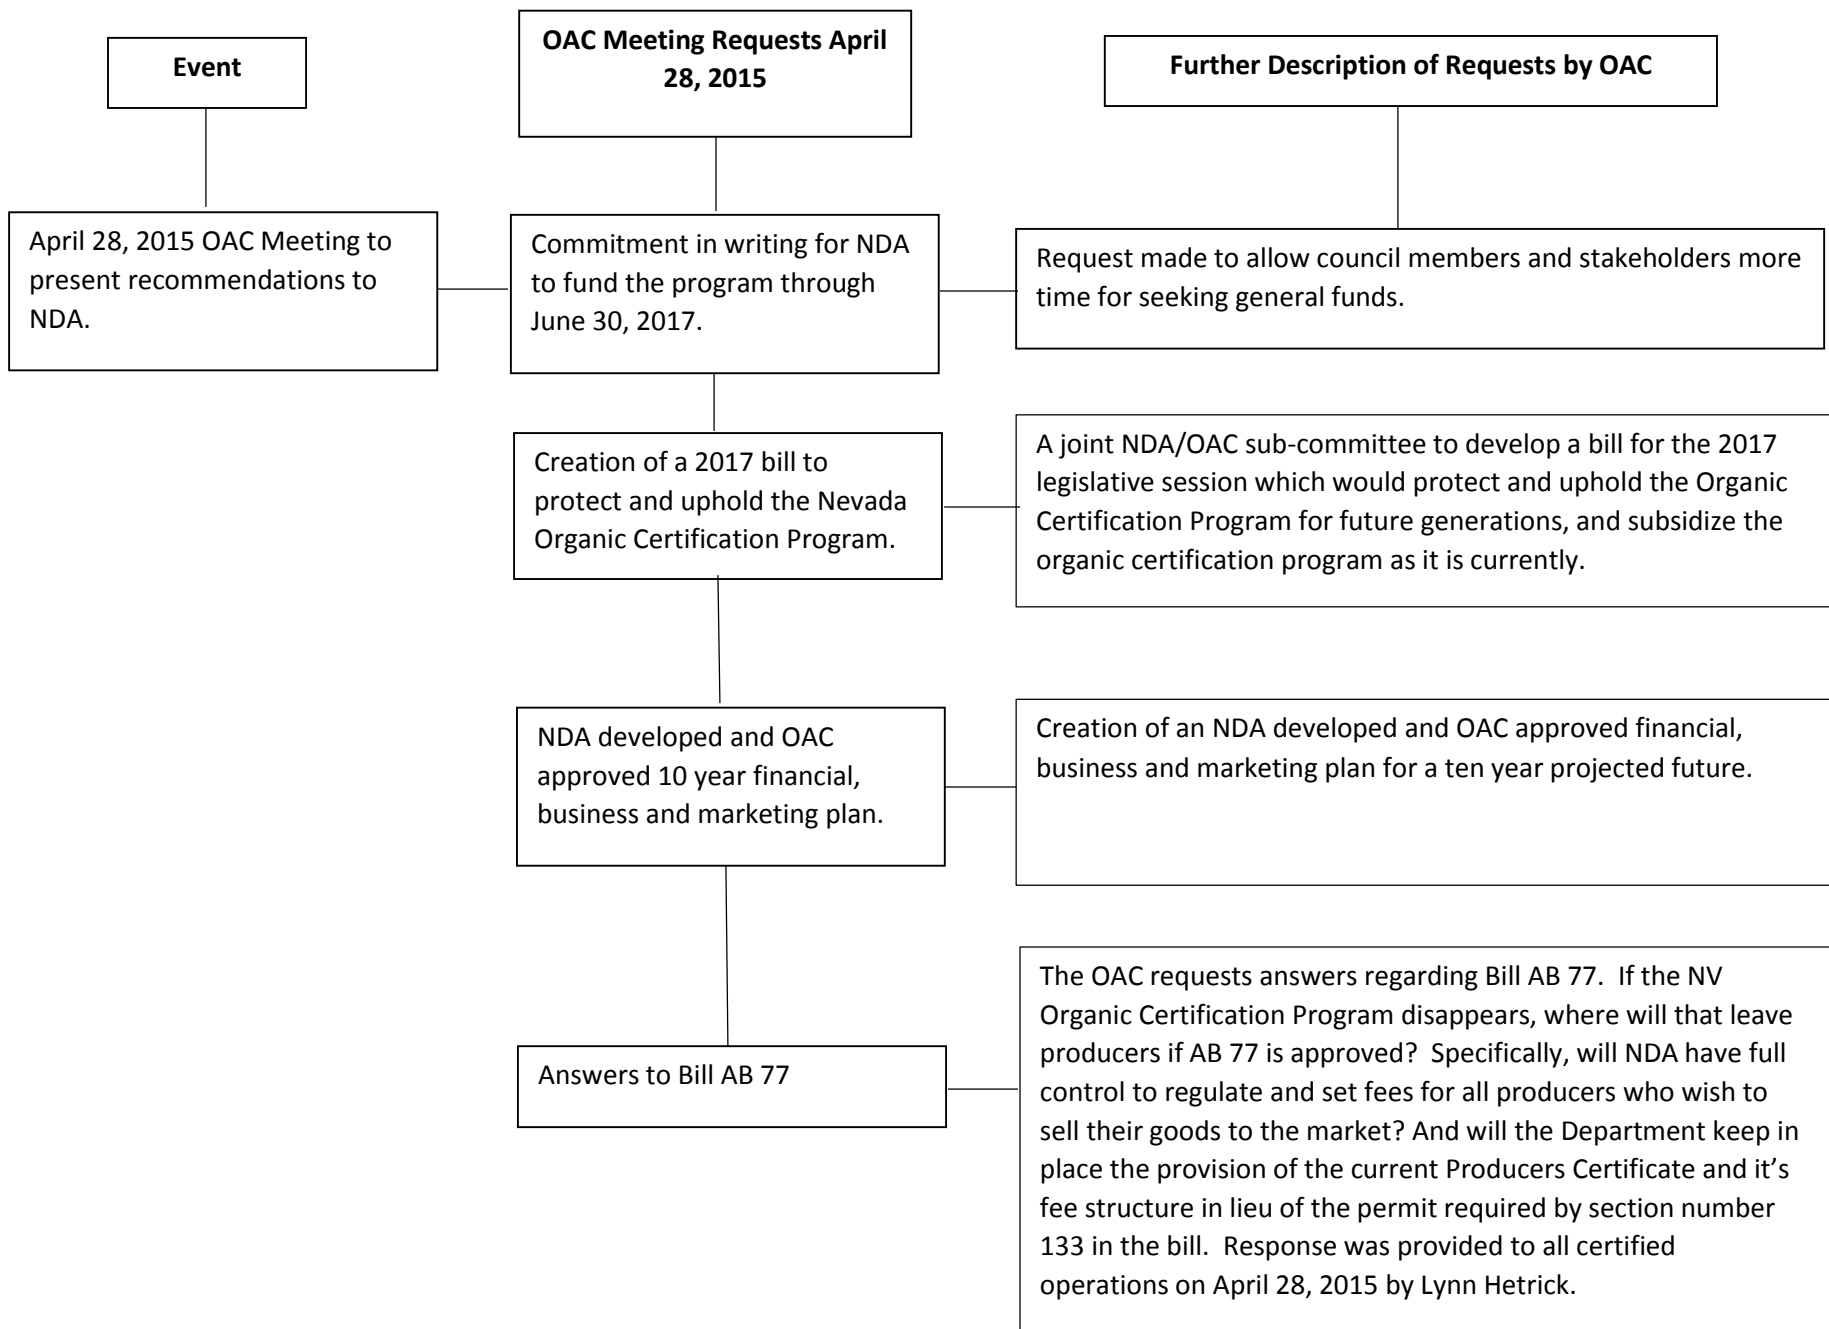 Event
OAC Meeting Requests April
28, 2015
Further Description of Requests by OAC
April 28, 2015 OAC Meeting to
present recommendations to
NDA.
Commitment in writing for NDA
to fund the program through
June 30, 2017.
Request made to allow council members and stakeholders more
time for seeking general funds.
Creation of a 2017 bill to
protect and uphold the Nevada
Organic Certification Program.
A joint NDA/OAC sub-committee to develop a bill for the 2017
legislative session which would protect and uphold the Organic
Certification Program for future generations, and subsidize the
organic certification program as it is currently.
NDA developed and OAC
approved 10 year financial,
business and marketing plan.
Creation of an NDA developed and OAC approved financial,
business and marketing plan for a ten year projected future.
Answers to Bill AB 77
The OAC requests answers regarding Bill AB 77.  If the NV
Organic Certification Program disappears, where will that leave
producers if AB 77 is approved?  Specifically, will NDA have full
control to regulate and set fees for all producers who wish to
sell their goods to the market? And will the Department keep in
place the provision of the current Producers Certificate and it’s
fee structure in lieu of the permit required by section number
133 in the bill.  Response was provided to all certified
operations on April 28, 2015 by Lynn Hetrick.